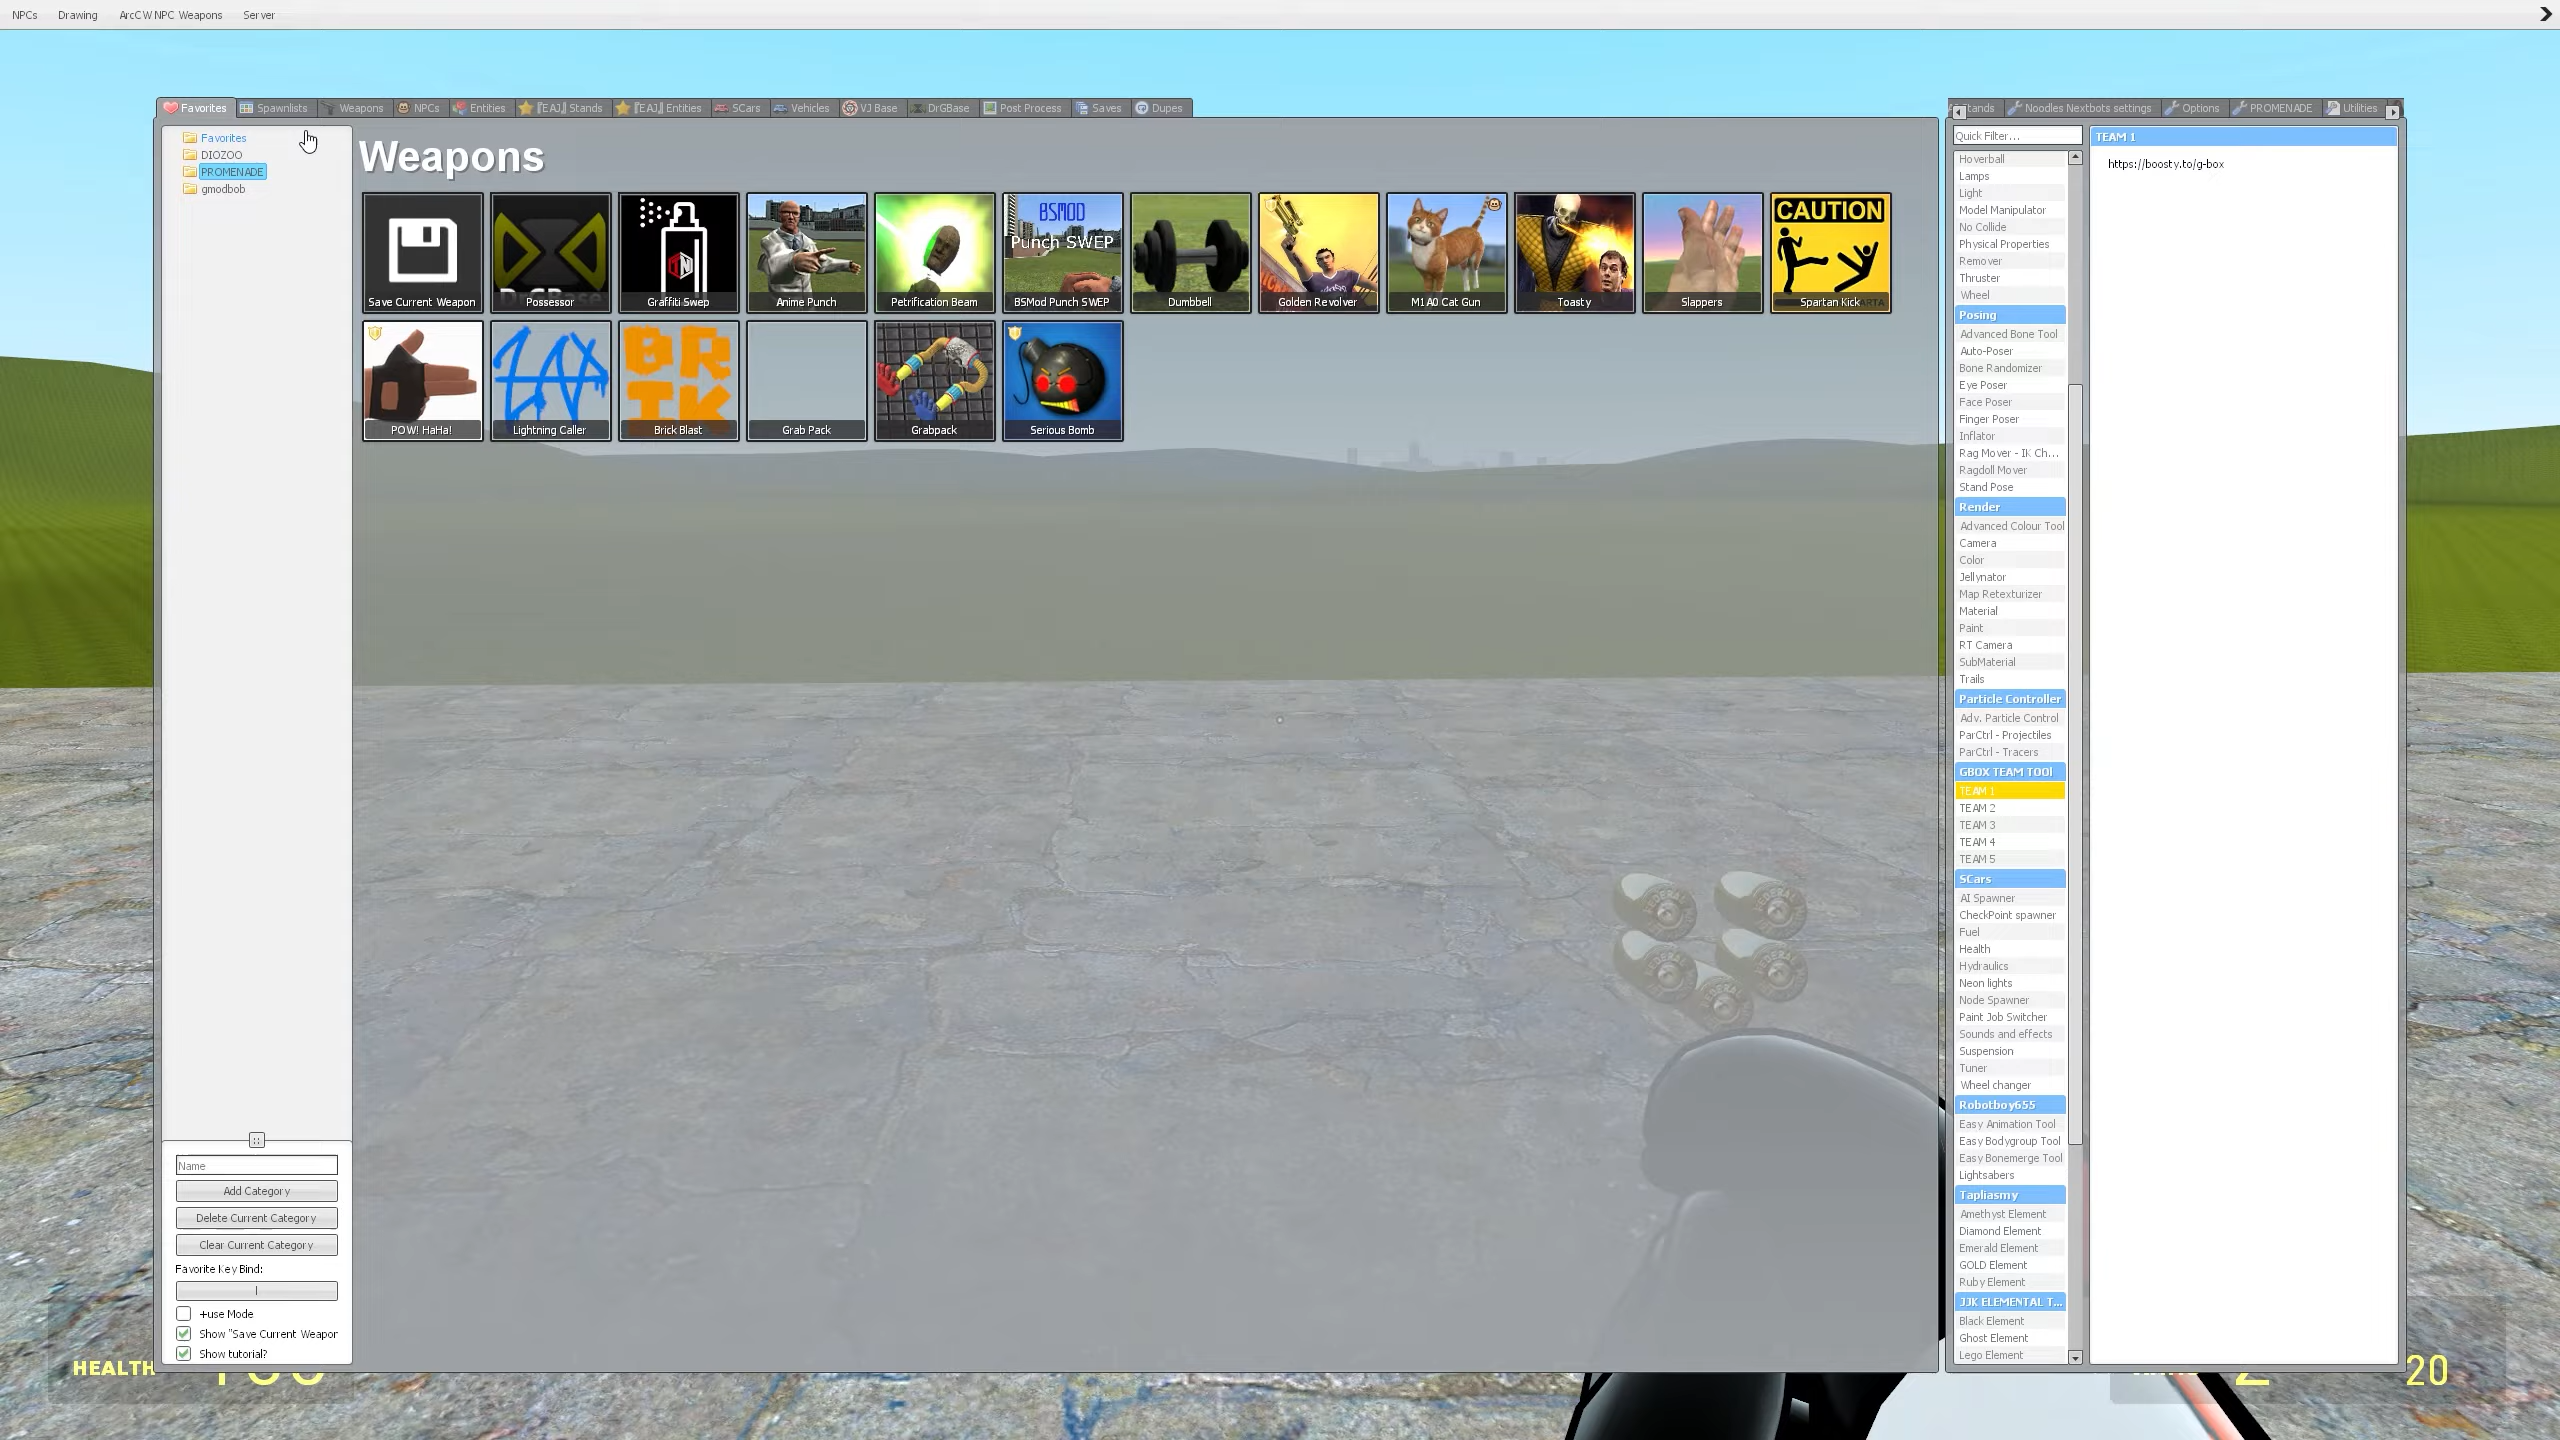 NPCs Drawing ArcCW NPC Weapons Server
Favorites Spawnlists Weapons NPCs Entities 『EAJ』 Stands 『EAJ』 Entities SCars Vehicles VJ Base DrGBase Post Process Saves Dupes
Stands Noodles Nextbots settings Options PROMENADE Utilities
Favorites
DIOZOO
PROMENADE
gmodbob
Weapons
BSMOD
Punch SWEP
CAUTION
Save Current Weapon Possessor Graffiti Swep Anime Punch Petrification Beam BSMod Punch SWEP Dumbbell Golden Revolver M1A0 Cat Gun Toasty Slappers Spartan Kick
BR
IK
POW! HaHa! Lightning Caller Brick Blast Grab Pack Grabpack Serious Bomb
Name
Add Category
Delete Current Category
Clear Current Category
Favorite Key Bind:
I
+use Mode
Show "Save Current Weapor
Show tutorial?
HEALTH
20
Quick Filter...
Hoverball
Lamps
Light
Model Manipulator
No Collide
Physical Properties
Remover
Thruster
Wheel
Posing
Advanced Bone Tool
Auto-Poser
Bone Randomizer
Eye Poser
Face Poser
Finger Poser
Inflator
Rag Mover - IK Ch...
Ragdoll Mover
Stand Pose
Render
Advanced Colour Tool
Camera
Color
Jellynator
Map Retexturizer
Material
Paint
RT Camera
SubMaterial
Trails
Particle Controller
Adv. Particle Control
ParCtrl - Projectiles
ParCtrl - Tracers
GBOX TEAM TOOl
TEAM 1
TEAM 2
TEAM 3
TEAM 4
TEAM 5
SCars
AI Spawner
CheckPoint spawner
Fuel
Health
Hydraulics
Neon lights
Node Spawner
Paint Job Switcher
Sounds and effects
Suspension
Tuner
Wheel changer
Robotboy655
Easy Animation Tool
Easy Bodygroup Tool
Easy Bonemerge Tool
Lightsabers
Tapliasmy
Amethyst Element
Diamond Element
Emerald Element
GOLD Element
Ruby Element
JJK ELEMENTAL T...
Black Element
Ghost Element
Lego Element
TEAM 1
https://boosty.to/g-box